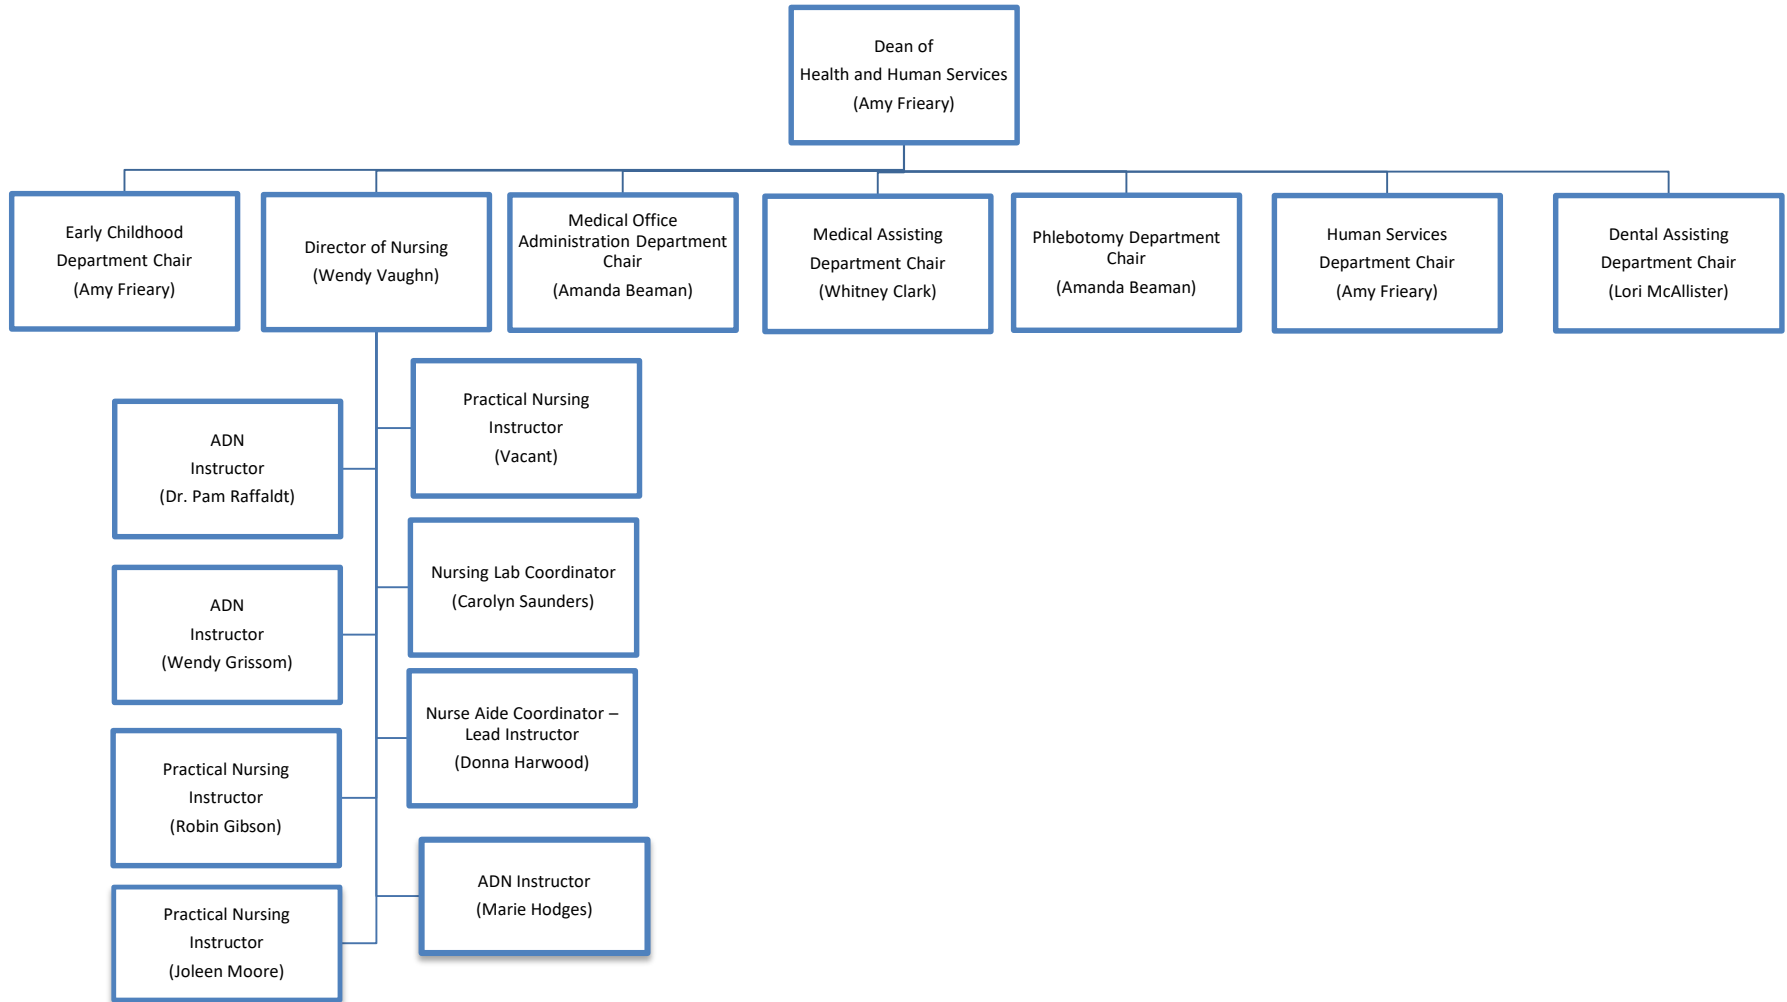 Dean of
Health and Human Services
(Amy Frieary)
Early Childhood
Department Chair
(Amy Frieary)
Director of Nursing
(Wendy Vaughn)
Medical Office
Administration Department
Chair
(Amanda Beaman)
Medical Assisting
Department Chair
(Whitney Clark)
Phlebotomy Department
Chair
(Amanda Beaman)
Human Services
Department Chair
(Amy Frieary)
Dental Assisting
Department Chair
(Lori McAllister)
Practical Nursing
Instructor
(Vacant)
ADN
Instructor
(Dr. Pam Raffaldt)
Nursing Lab Coordinator
(Carolyn Saunders)
ADN
Instructor
(Wendy Grissom)
Nurse Aide Coordinator –
Lead Instructor
(Donna Harwood)
Practical Nursing
Instructor
(Robin Gibson)
ADN Instructor
(Marie Hodges)
Practical Nursing
Instructor
(Joleen Moore)